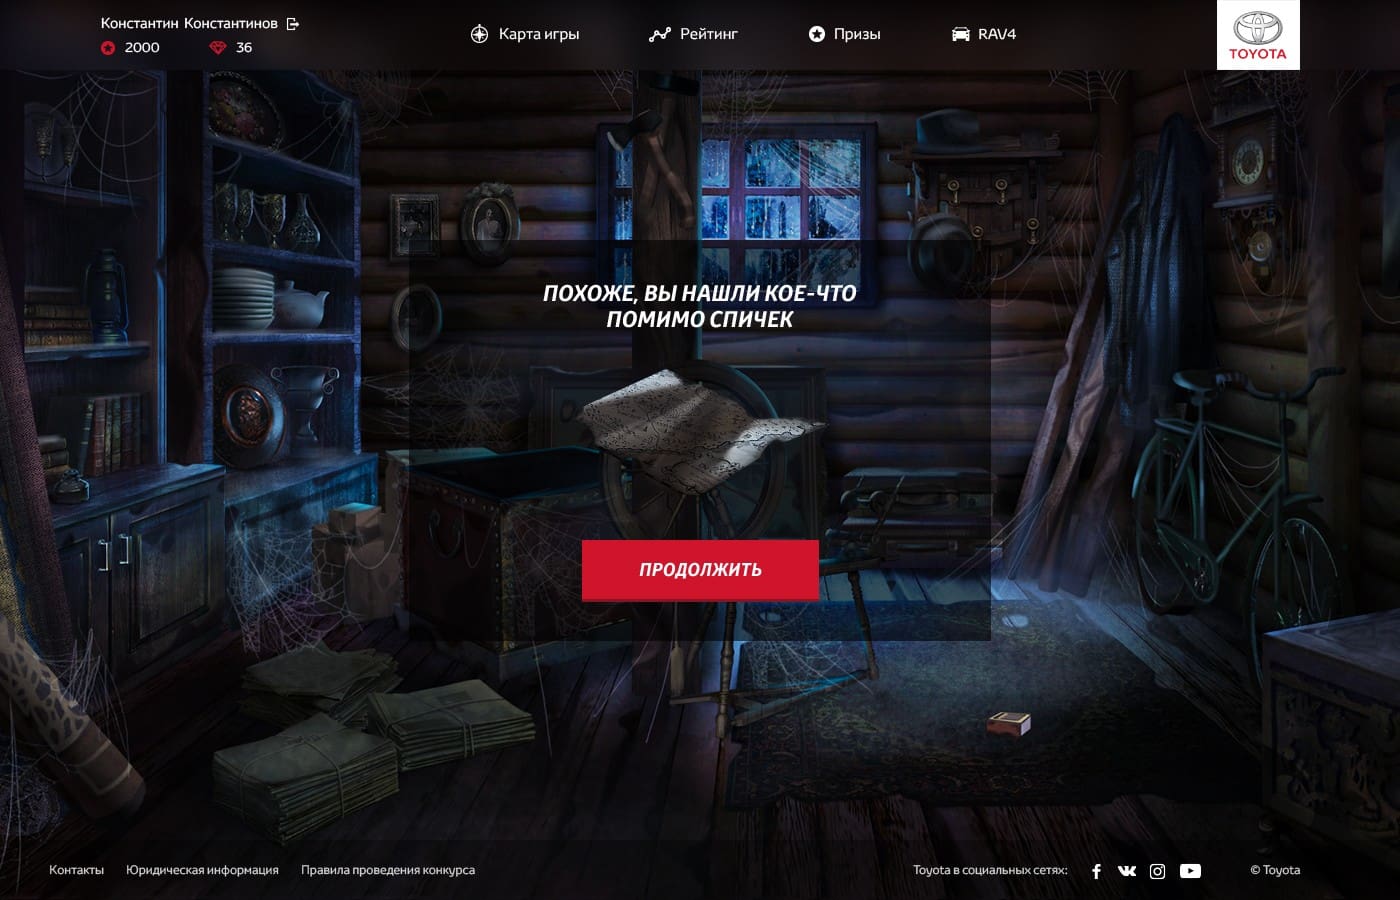 Константин Константинов
2000
36
Карта игры
Рейтинг
Призы
RAV4
TOYOTA
ПОХОЖЕ, ВЫ НАШЛИ КОЕ-ЧТО
ПОМИМО СПИЧЕК
ПРОДОЛЖИТЬ
Контакты
Юридическая информация
Правила проведения конкурса
Toyota в социальных сетях:
© Toyota